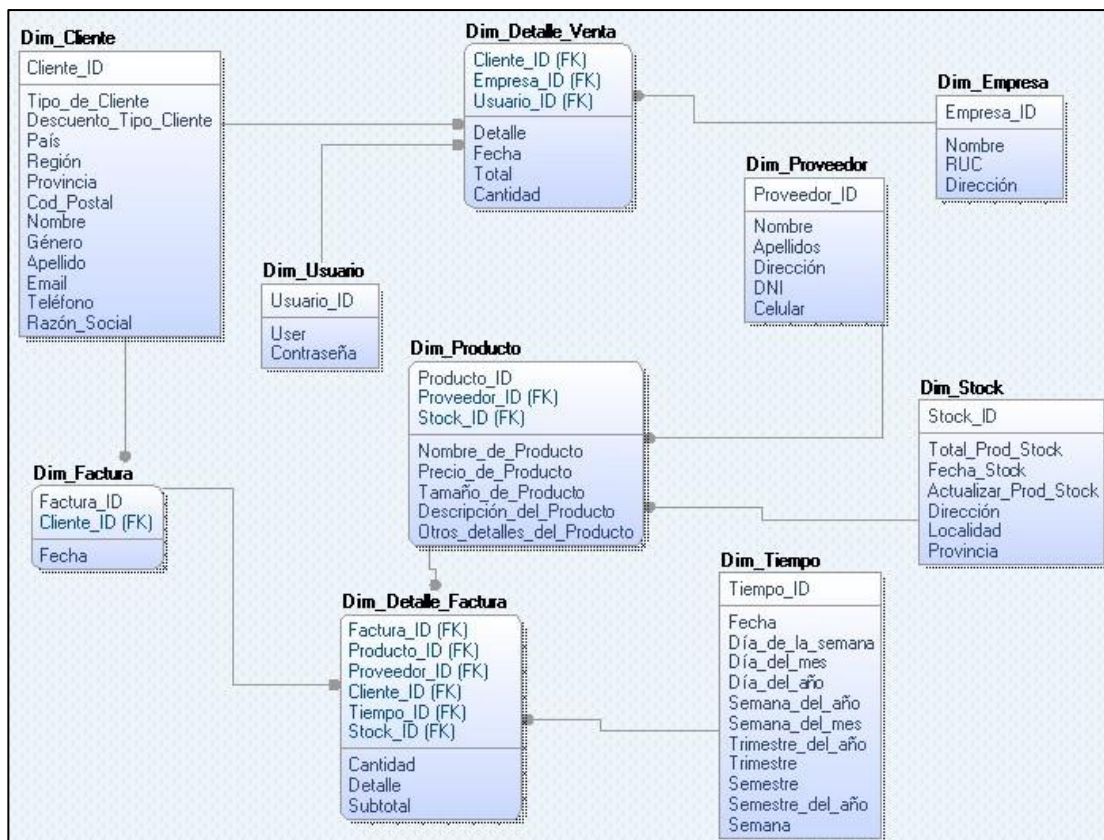 Dim_Cliente
Cliente_ID
Tipo_de_Cliente
Descuento_Tipo_Cliente
País
Región
Provincia
Cod_Postal
Nombre
Género
Apellido
Email
Teléfono
Razón_Social
Dim_Detalle_Venta
Cliente_ID (FK)
Empresa_ID (FK)
Usuario_ID (FK)
Detalle
Fecha
Total
Cantidad
Dim_Empresa
Empresa_ID
Nombre
RUC
Dirección
Dim_Proveedor
Proveedor_ID
Nombre
Apellidos
Dirección
DNI
Celular
Dim_Usuario
Usuario_ID
User
Contraseña
Dim_Producto
Producto_ID
Proveedor_ID (FK)
Stock_ID (FK)
Nombre_de_Producto
Precio_de_Producto
Tamaño_de_Producto
Descripción_del_Producto
Otros_detalles_del_Producto
Dim_Stock
Stock_ID
Total_Prod_Stock
Fecha_Stock
Actualizar_Prod_Stock
Dirección
Localidad
Provincia
Dim_Factura
Factura_ID
Cliente_ID (FK)
Fecha
Dim_Detalle_Factura
Factura_ID (FK)
Producto_ID (FK)
Proveedor_ID (FK)
Cliente_ID (FK)
Tiempo_ID (FK)
Stock_ID (FK)
Cantidad
Detalle
Subtotal
Dim_Tiempo
Tiempo_ID
Fecha
Día_de_la_semana
Día_del_mes
Día_del_año
Semana_del_año
Semana_del_mes
Trimestre_del_año
Trimestre
Semestre
Semestre_del_año
Semana